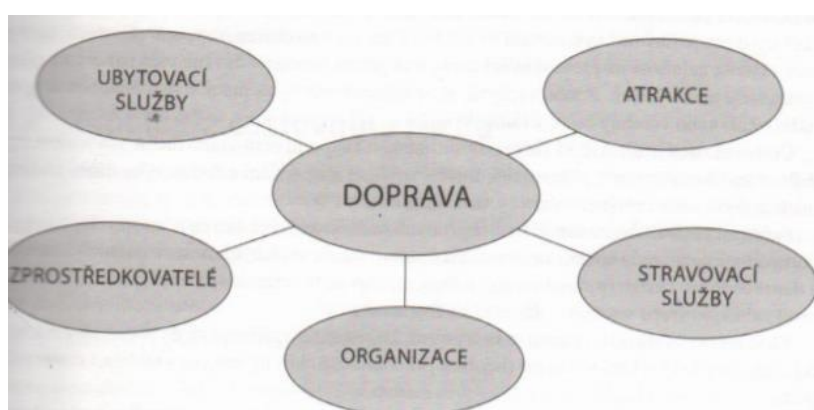 UBYTOVACÍ
SLUŽBY
ATRAKCE
DOPRAVA
ZPROSTŘEDKOVATELÉ
STRAVOVACÍ
SLUŽBY
ORGANIZACE